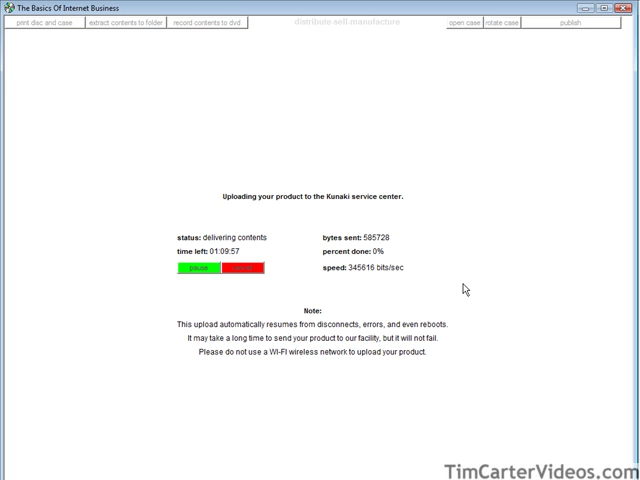 The Basics Of Internet Business
print disc and case extract contents to folder record contents to dvd distribute-sell-manufacture open case rotate case publish
Uploading your product to the Kunaki service center.
status: delivering contents bytes sent: 585728
time left: 01:09:57 percent done: 0%
pause speed: 345616 bits/sec
Note:
This upload automatically resumes from disconnects, errors, and even reboots.
It may take a long time to send your product to our facility, but it will not fail.
Please do not use a WI-FI wireless network to upload your product.
TimCarterVideos.com